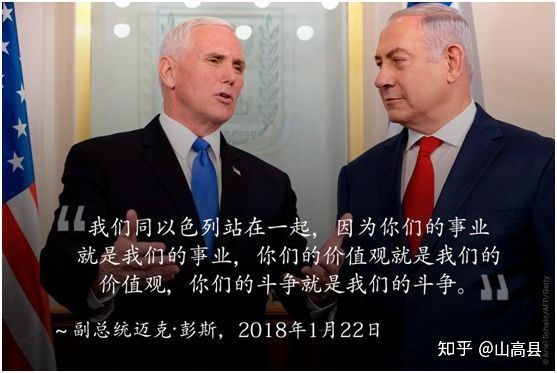 “我们同以色列站在一起，因为你们的事业
就是我们的事业，你们的价值观就是我们的
价值观，你们的斗争就是我们的斗争。”
~副总统迈克·彭斯，2018年1月22日
知乎 @山高县